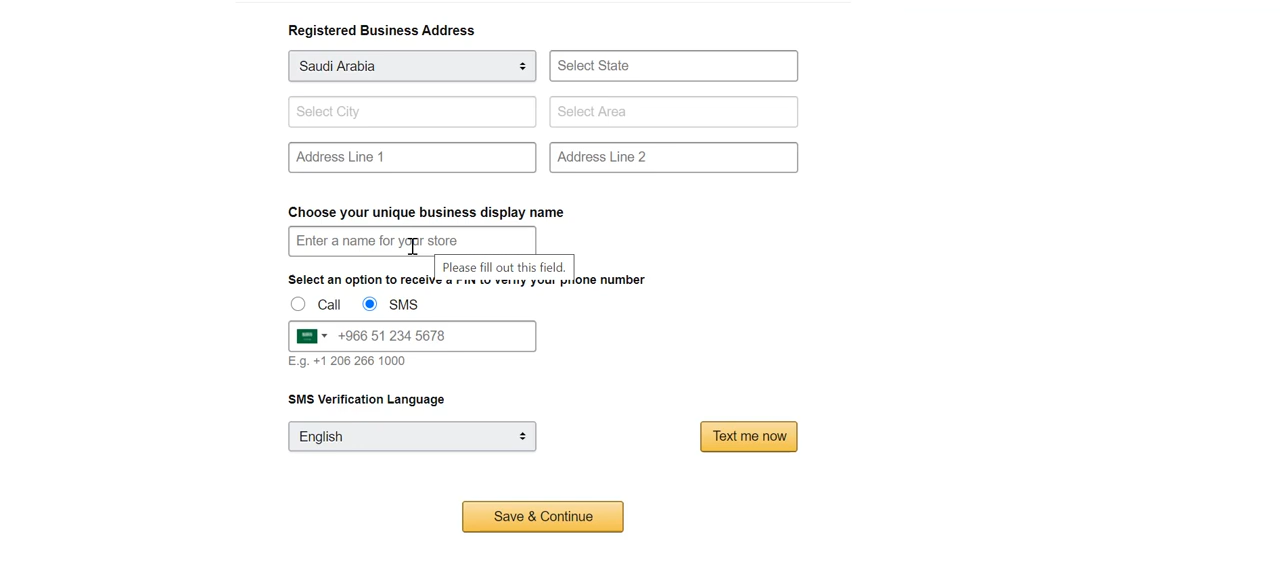 Registered Business Address
Saudi Arabia
Select State
Select City
Select Area
Address Line 1
Address Line 2
Choose your unique business display name
Enter a name for your store
Please fill out this field.
Select an option to receive a PIN to verify your phone number
Call
SMS
+966 51 234 5678
E.g. +1 206 266 1000
SMS Verification Language
English
Text me now
Save & Continue